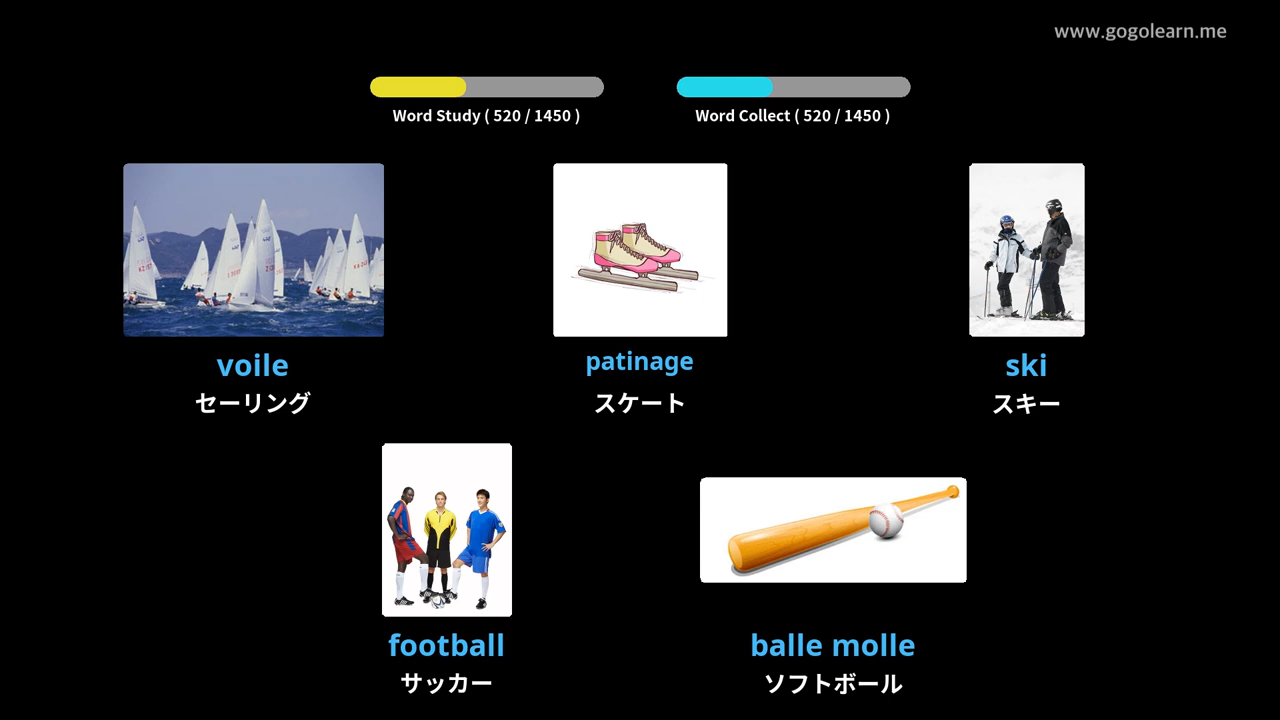 www.gogolearn.me
Word Study ( 520 / 1450 )
Word Collect ( 520 / 1450 )
voile
セーリング
patinage
スケート
ski
スキー
football
サッカー
balle molle
ソフトボール